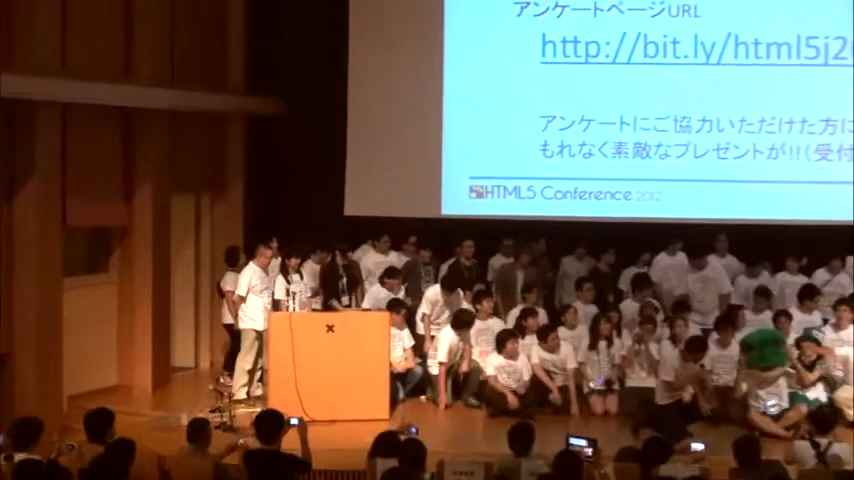 アンケートページURL
http://bit.ly/html5j2
アンケートにご協力いただけた方に
もれなく素敵なプレゼントが!!(受付
HTML5 Conference 2012